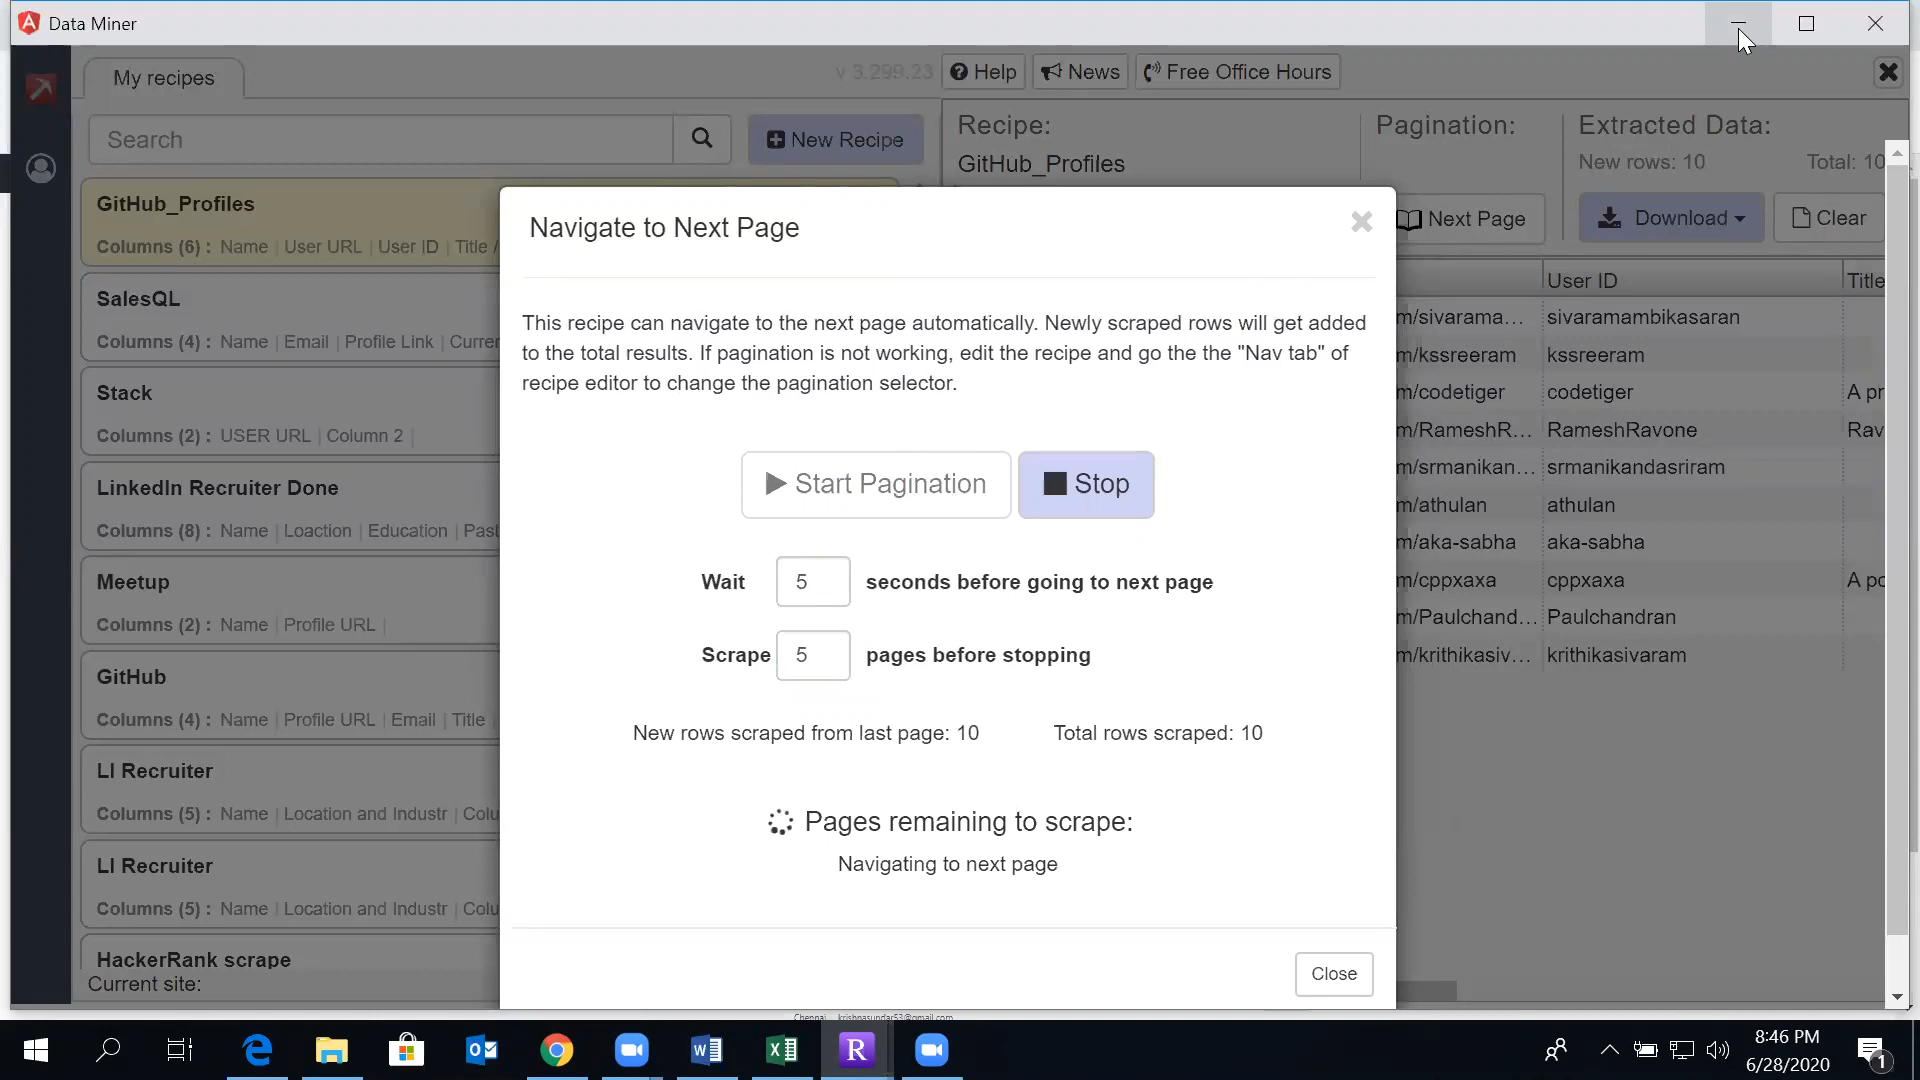 Data Miner
My recipes
v 3.299.23
Help
News
Free Office Hours
Search
New Recipe
Recipe:
GitHub_Profiles
Pagination:
Next Page
Extracted Data:
New rows: 10
Total: 10
Download
Clear
GitHub_Profiles
Columns (6) : Name | User URL | User ID | Title /
SalesQL
Columns (4) : Name | Email | Profile Link | Curren
Stack
Columns (2) : USER URL | Column 2 |
LinkedIn Recruiter Done
Columns (8) : Name | Loaction | Education | Past
Meetup
Columns (2) : Name | Profile URL |
GitHub
Columns (4) : Name | Profile URL | Email | Title
LI Recruiter
Columns (5) : Name | Location and Industr | Colu
LI Recruiter
Columns (5) : Name | Location and Industr | Colu
HackerRank scrape
Current site:
Navigate to Next Page
This recipe can navigate to the next page automatically. Newly scraped rows will get added
to the total results. If pagination is not working, edit the recipe and go the the "Nav tab" of
recipe editor to change the pagination selector.
Start Pagination
Stop
Wait 5 seconds before going to next page
Scrape 5 pages before stopping
New rows scraped from last page: 10
Total rows scraped: 10
Pages remaining to scrape:
Navigating to next page
Close
User ID
Title
m/sivarama... sivaramambikasaran
m/kssreeram kssreeram
m/codetiger codetiger A pr
m/RameshR... RameshRavone Rav
m/srmanikan... srmanikandasriram
m/athulan athulan
m/aka-sabha aka-sabha
m/cppxaxa cppxaxa A po
m/Paulchand... Paulchandran
m/krithikasiv... krithikasivaram
Chennai krishnasundar53@gmail.com
8:46 PM
6/28/2020
1